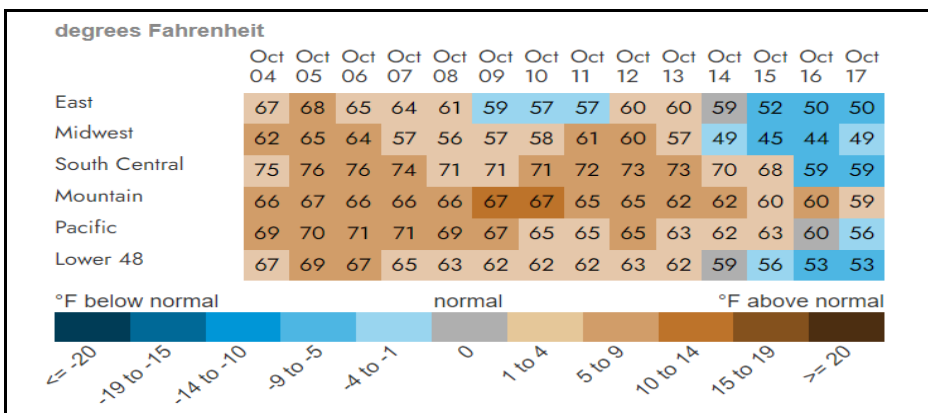 degrees Fahrenheit
Oct Oct Oct Oct Oct Oct Oct Oct Oct Oct Oct Oct Oct Oct
04 05 06 07 08 09 10 11 12 13 14 15 16 17
East 67 68 65 64 61 59 57 57 60 60 59 52 50 50
Midwest 62 65 64 57 56 57 58 61 60 57 49 45 44 49
South Central 75 76 76 74 71 71 71 72 73 73 70 68 59 59
Mountain 66 67 66 66 66 67 67 65 65 62 62 60 60 59
Pacific 69 70 71 71 69 67 65 65 65 63 62 63 60 56
Lower 48 67 69 67 65 63 62 62 62 63 62 59 56 53 53
°F below normal normal °F above normal
<= -20 -19 to -15 -14 to -10 -9 to -5 -4 to -1 0 1 to 4 5 to 9 10 to 14 15 to 19 >= 20